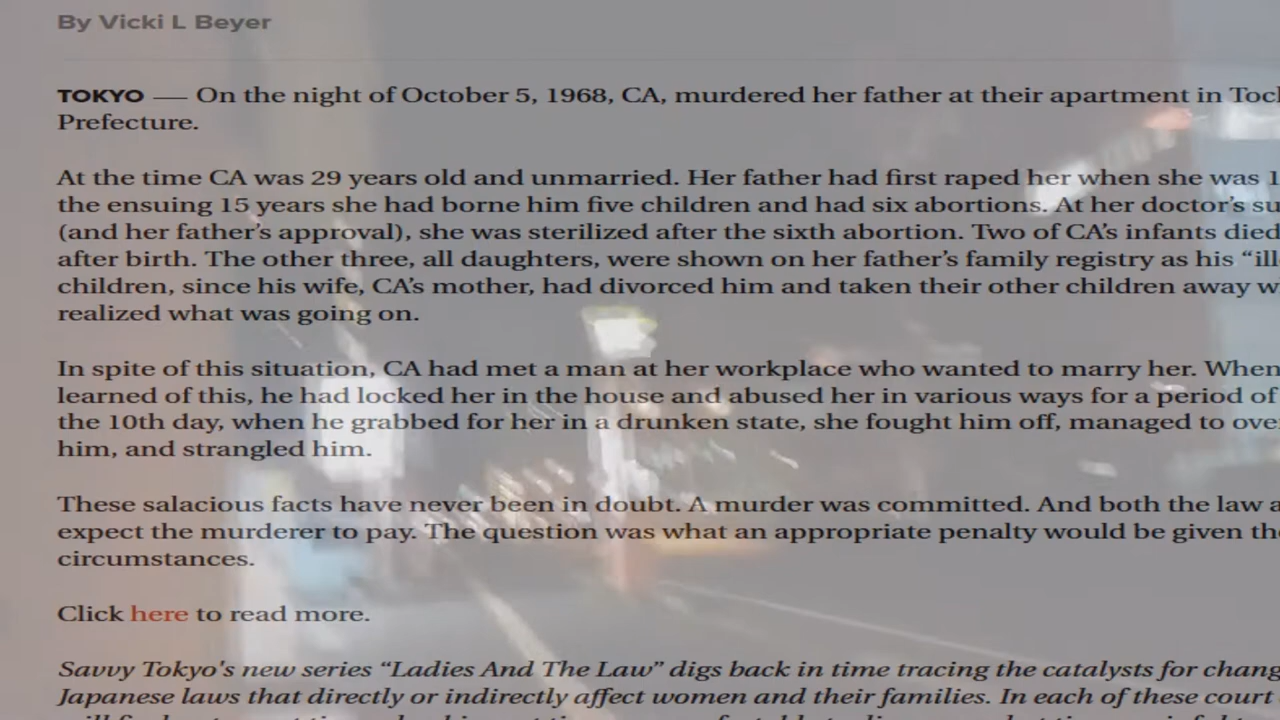 By Vicki L Beyer
TOKYO — On the night of October 5, 1968, CA, murdered her father at their apartment in
Prefecture.
At the time CA was 29 years old and unmarried. Her father had first raped her when she was
the ensuing 15 years she had borne him five children and had six abortions. At her doctor’s
(and her father’s approval), she was sterilized after the sixth abortion. Two of CA’s infants died
after birth. The other three, all daughters, were shown on her father’s family registry as his
children, since his wife, CA’s mother, had divorced him and taken their other children away
realized what was going on.
In spite of this situation, CA had met a man at her workplace who wanted to marry her. When
learned of this, he had locked her in the house and abused her in various ways for a period of
the 10th day, when he grabbed for her in a drunken state, she fought him off, managed to
him, and strangled him.
These salacious facts have never been in doubt. A murder was committed. And both the law
expect the murderer to pay. The question was what an appropriate penalty would be given
circumstances.
Click here to read more.
Savvy Tokyo's new series “Ladies And The Law” digs back in time tracing the catalysts for
Japanese laws that directly or indirectly affect women and their families. In each of these court